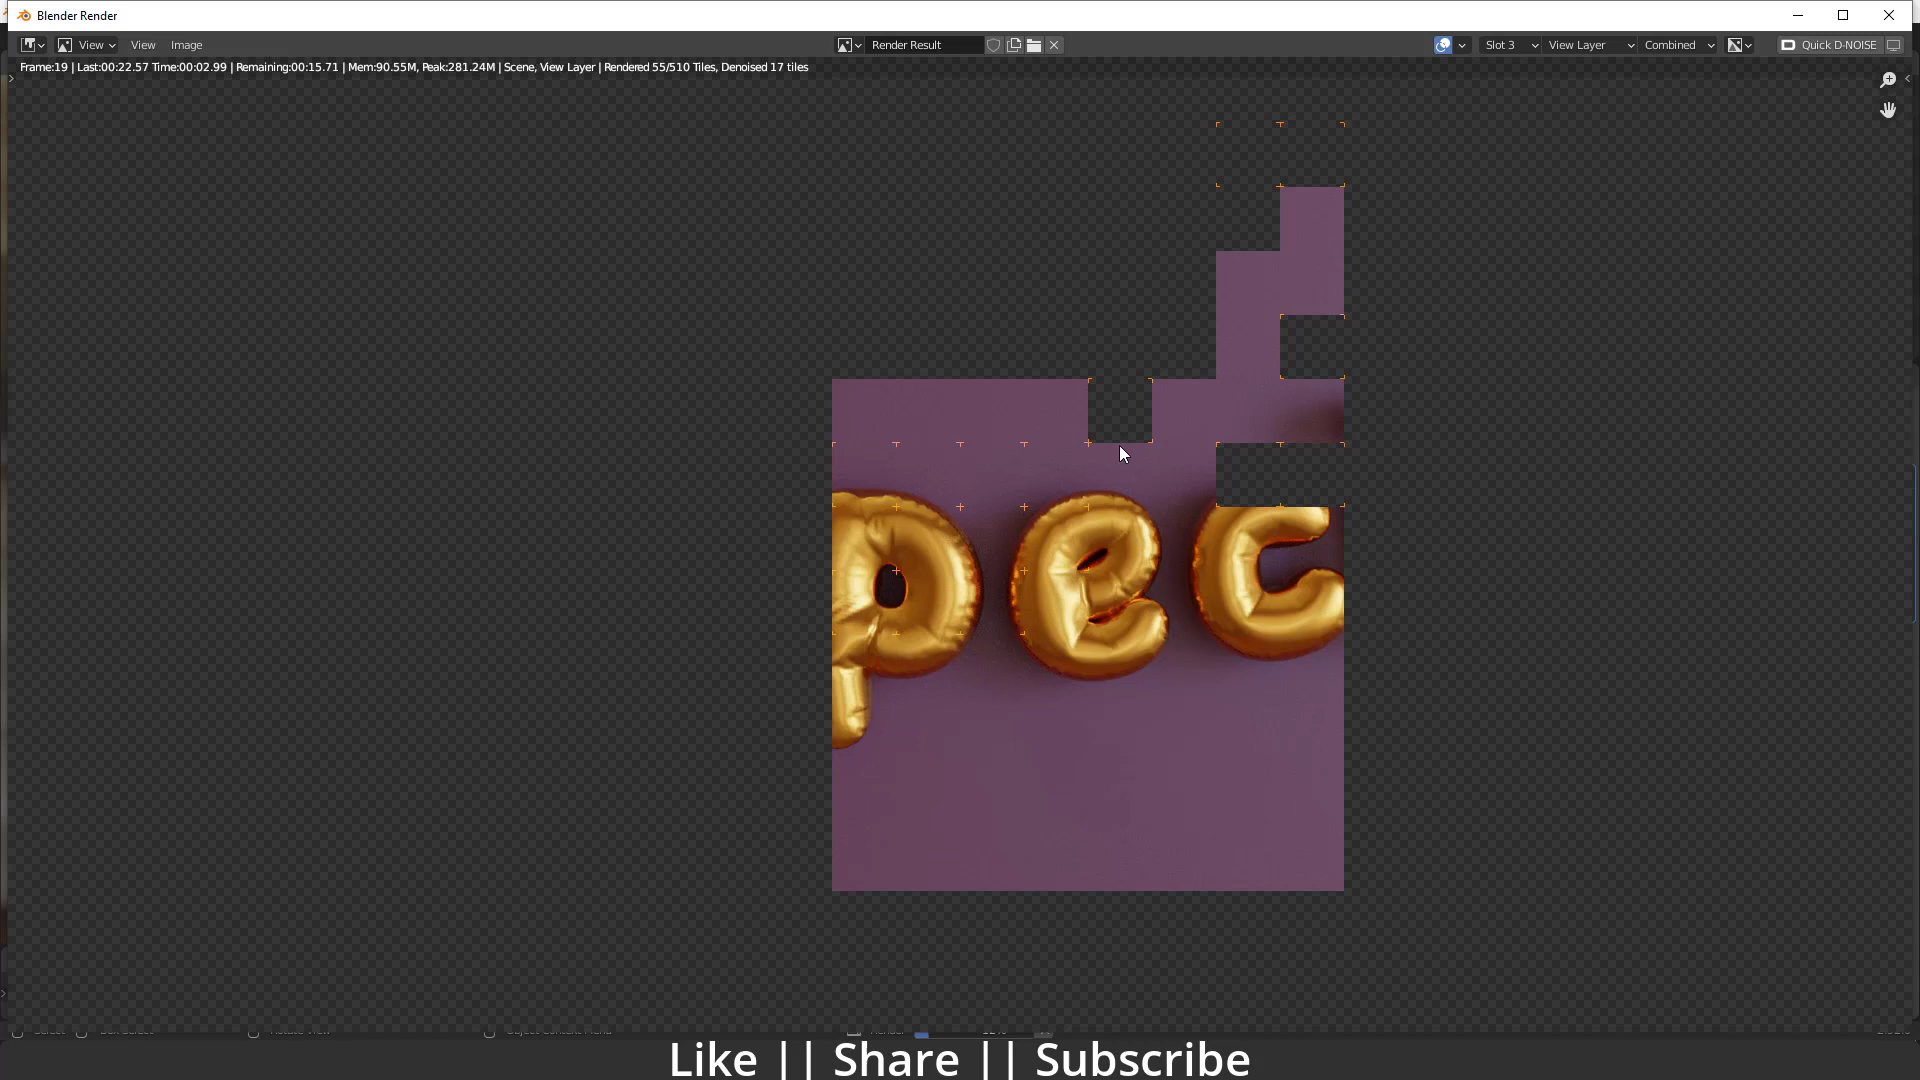 Blender Render
View View Image Render Result Slot 3 View Layer Combined Quick D-NOISE
Frame:19 | Last:00:22.57 Time:00:02.99 | Remaining:00:15.71 | Mem:90.55M, Peak:281.24M | Scene, View Layer | Rendered 55/510 Tiles, Denoised 17 tiles
pec
Like || Share || Subscribe